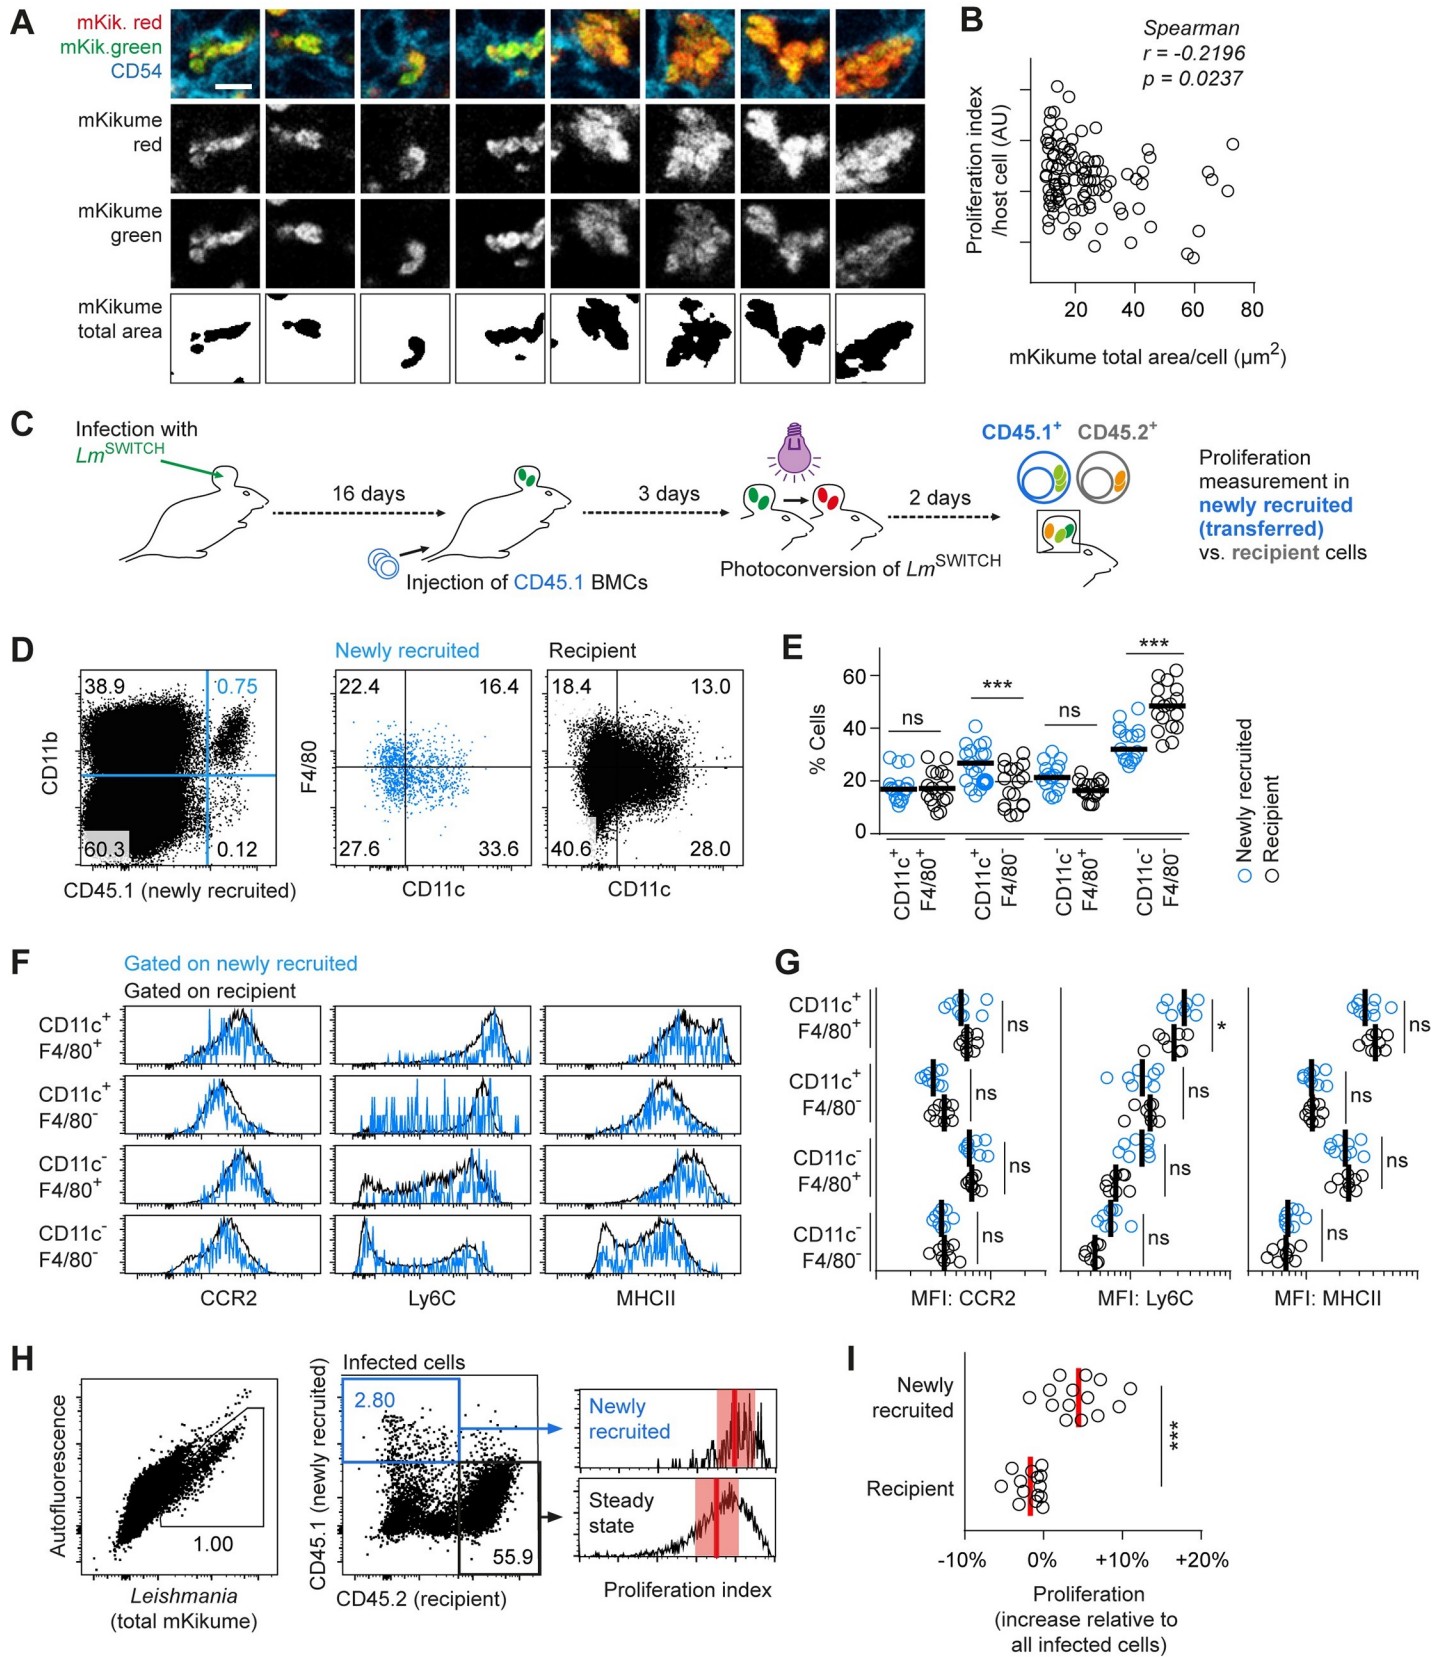 A
mKik. red
mKik.green
CD54
mKikume
red
mKikume
green
mKikume
total area
B
Spearman
r = -0.2196
p = 0.0237
Proliferation index
/host cell (AU)
20 40 60 80
mKikume total area/cell (µm2)
C
Infection with
LmSWITCH
16 days
Injection of CD45.1 BMCs
3 days
Photoconversion of LmSWITCH
2 days
CD45.1+ CD45.2+
Proliferation
measurement in
newly recruited
(transferred)
vs. recipient cells
D
38.9 0.75
60.3 0.12
CD11b
CD45.1 (newly recruited)
Newly recruited
22.4 16.4
27.6 33.6
F4/80
CD11c
Recipient
18.4 13.0
40.6 28.0
CD11c
E
% Cells
60
40
20
0
ns
***
ns
***
CD11c+
F4/80+
CD11c+
F4/80-
CD11c-
F4/80+
CD11c-
F4/80-
Newly recruited
Recipient
F
Gated on newly recruited
Gated on recipient
CD11c+
F4/80+
CD11c+
F4/80-
CD11c-
F4/80+
CD11c-
F4/80-
CCR2
Ly6C
MHCII
G
CD11c+
F4/80+
CD11c+
F4/80-
CD11c-
F4/80+
CD11c-
F4/80-
ns
ns
ns
ns
MFI: CCR2
*
ns
ns
ns
MFI: Ly6C
ns
ns
ns
ns
MFI: MHCII
H
Autofluorescence
1.00
Leishmania
(total mKikume)
Infected cells
2.80
55.9
CD45.1 (newly recruited)
CD45.2 (recipient)
Newly
recruited
Steady
state
Proliferation index
I
Newly
recruited
Recipient
***
-10% 0% +10% +20%
Proliferation
(increase relative to
all infected cells)